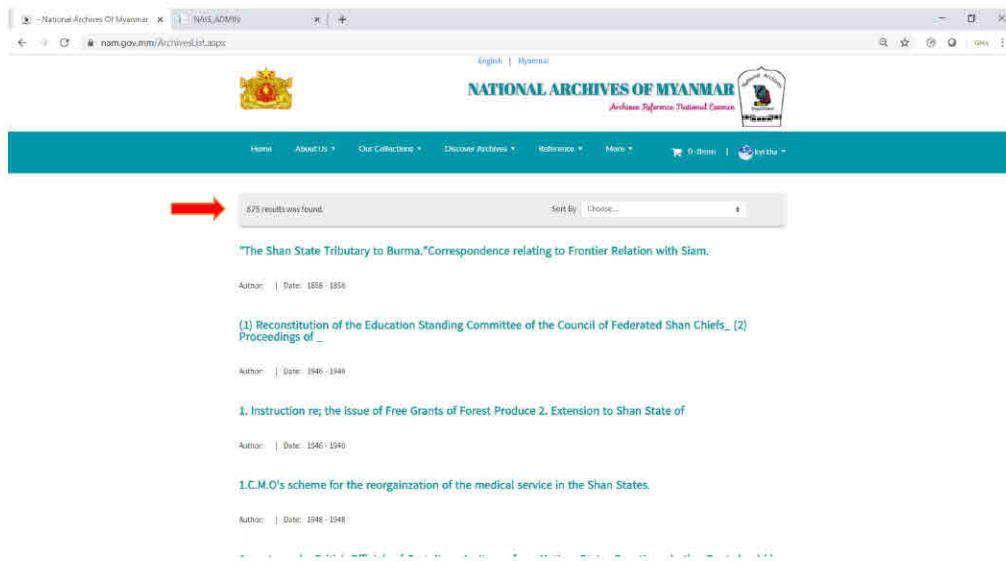 - National Archives Of Myanmar
NAIS_ADMIN
nam.gov.mm/ArchivesList.aspx
English | Myanmar
NATIONAL ARCHIVES OF MYANMAR
Archives Reference National Essence
Home About Us Our Collections Discover Archives Reference More 0 -Items | kyitha
675 results was found.
Sort By Choose...
"The Shan State Tributary to Burma."Correspondence relating to Frontier Relation with Siam.
Author: | Date: 1858 - 1858
(1) Reconstitution of the Education Standing Committee of the Council of Federated Shan Chiefs_ (2)
Proceedings of _
Author: | Date: 1946 - 1946
1. Instruction re; the issue of Free Grants of Forest Produce 2. Extension to Shan State of
Author: | Date: 1946 - 1946
1.C.M.O's scheme for the reorgainzation of the medical service in the Shan States.
Author: | Date: 1948 - 1948